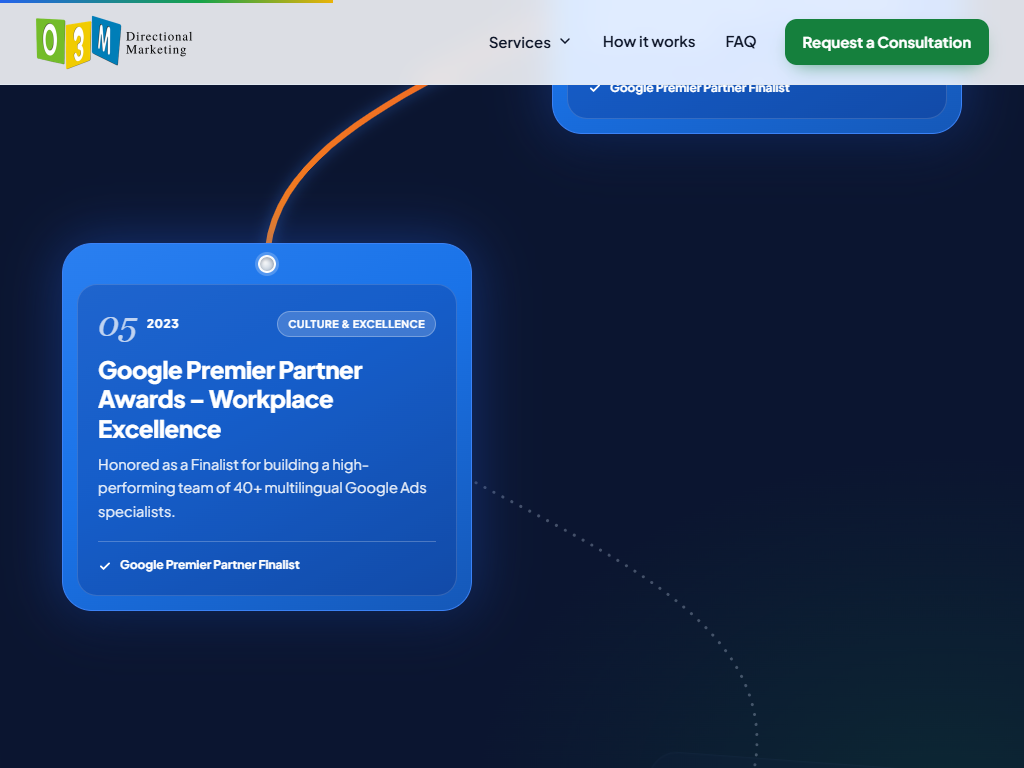 O3M
Directional
Marketing
Services
How it works
FAQ
Request a Consultation
Google Premier Partner Finalist
05
2023
CULTURE & EXCELLENCE
Google Premier Partner
Awards – Workplace
Excellence
Honored as a Finalist for building a high-
performing team of 40+ multilingual Google Ads
specialists.
Google Premier Partner Finalist